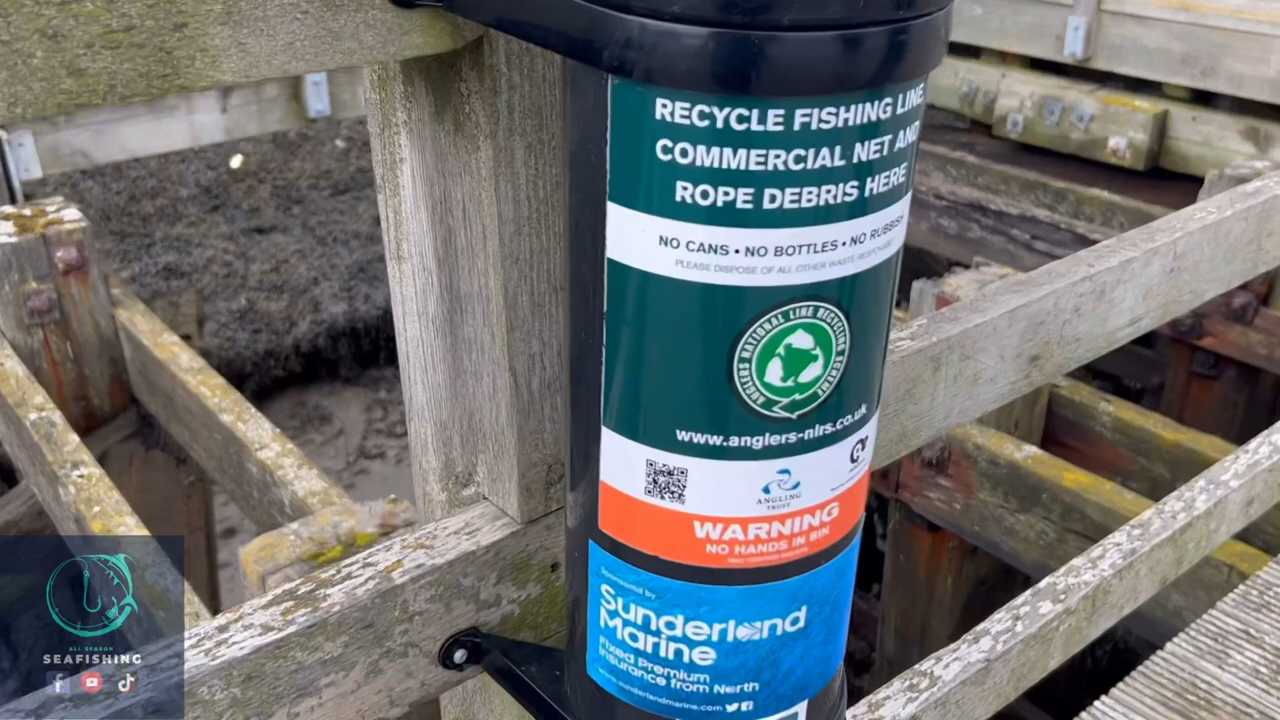 RECYCLE FISHING LINE
COMMERCIAL NET AND
ROPE DEBRIS HERE
NO CANS • NO BOTTLES • NO RUBBISH
PLEASE DISPOSE OF ALL OTHER WASTE RESPONSIBLY
ANGLERS NATIONAL LINE RECYCLING SCHEME
www.anglers-nlrs.co.uk
ANGLING
TRUST
WARNING
NO HANDS IN BIN
Sponsored by
Sunderland
Marine
Fixed Premium
Insurance from North
www.sunderlandmarine.com
ALL SEASON
SEAFISHING